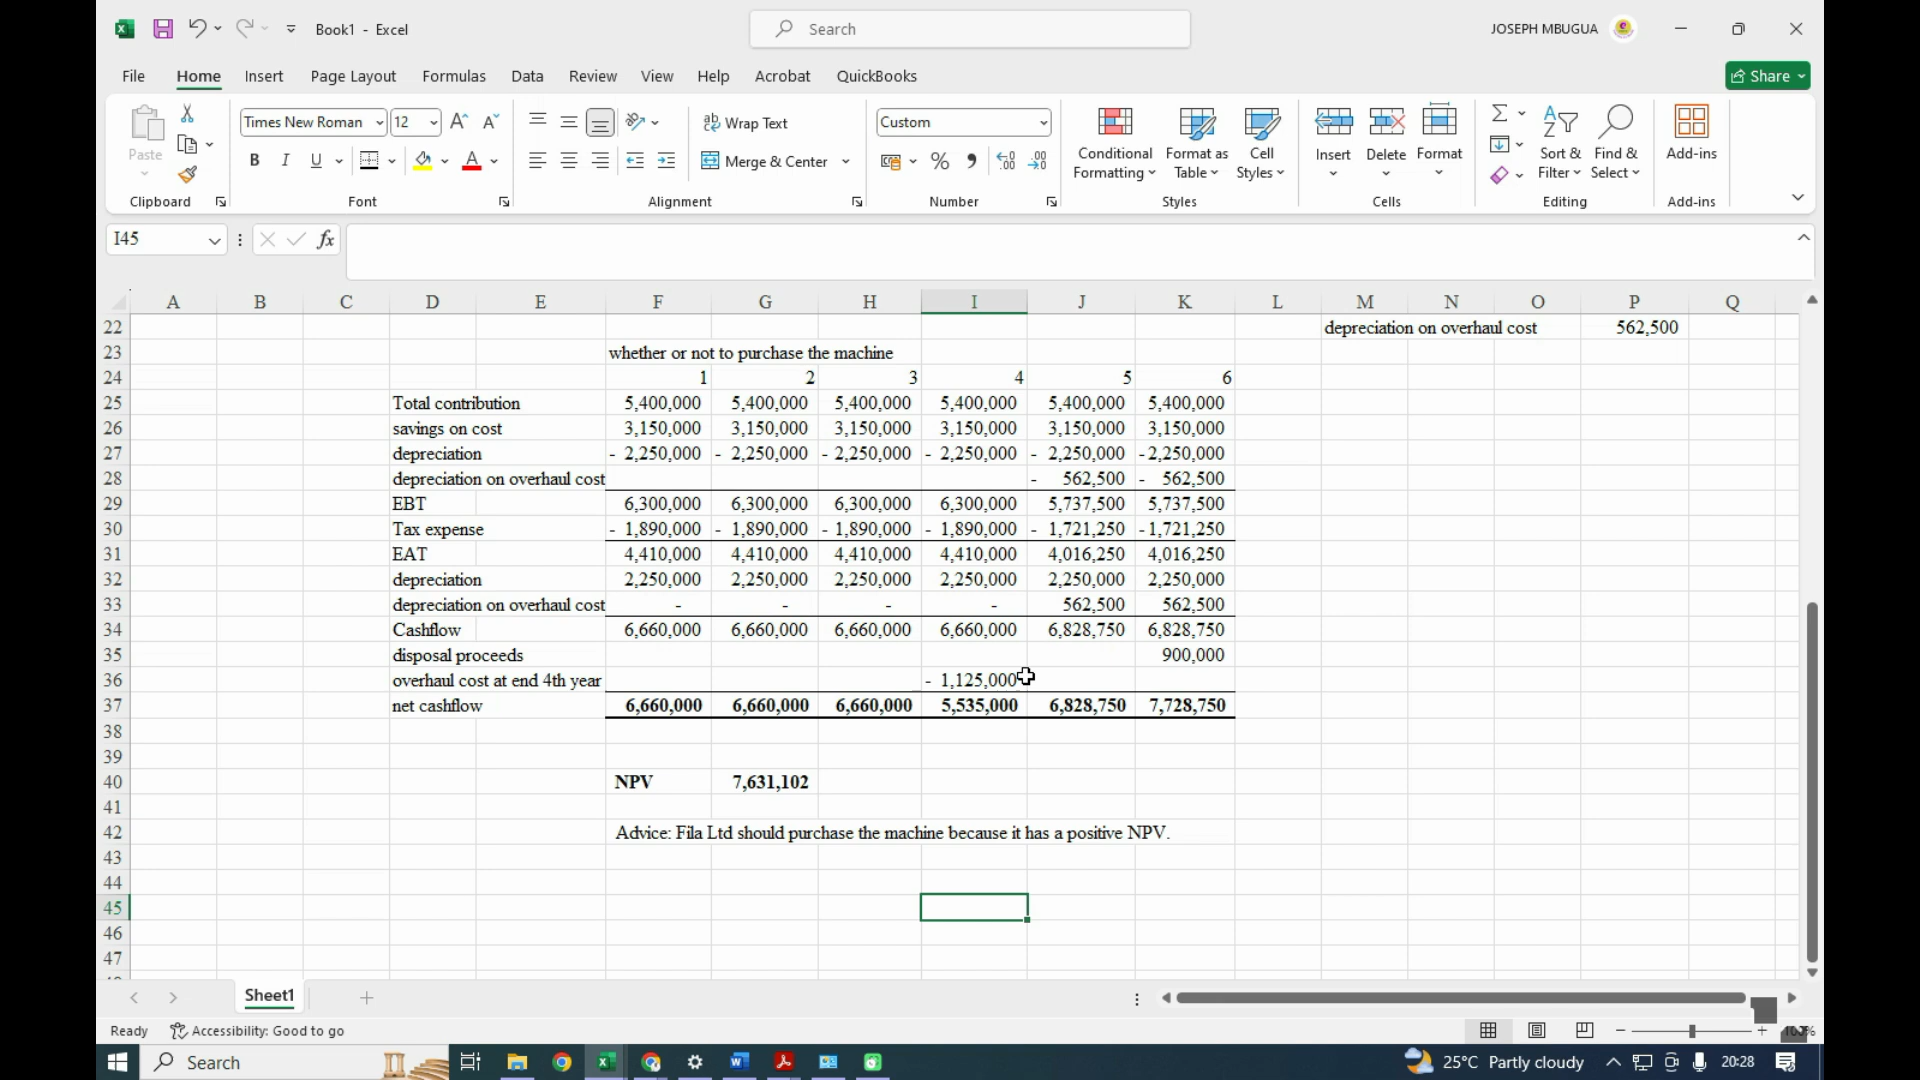 Book1 - Excel
Search
JOSEPH MBUGUA
File Home Insert Page Layout Formulas Data Review View Help Acrobat QuickBooks
Share
Paste
Times New Roman 12
B I U
ab Wrap Text
Merge & Center
Custom
%
Conditional Formatting
Format as Table
Cell Styles
Insert
Delete
Format
Sort & Filter
Find & Select
Add-ins
Clipboard Font Alignment Number Styles Cells Editing Add-ins
I45
fx
A B C D E F G H I J K L M N O P Q
22 depreciation on overhaul cost 562,500
23 whether or not to purchase the machine
24 1 2 3 4 5 6
25 Total contribution 5,400,000 5,400,000 5,400,000 5,400,000 5,400,000 5,400,000
26 savings on cost 3,150,000 3,150,000 3,150,000 3,150,000 3,150,000 3,150,000
27 depreciation - 2,250,000 - 2,250,000 - 2,250,000 - 2,250,000 - 2,250,000 -2,250,000
28 depreciation on overhaul cost - 562,500 - 562,500
29 EBT 6,300,000 6,300,000 6,300,000 6,300,000 5,737,500 5,737,500
30 Tax expense - 1,890,000 - 1,890,000 - 1,890,000 - 1,890,000 - 1,721,250 -1,721,250
31 EAT 4,410,000 4,410,000 4,410,000 4,410,000 4,016,250 4,016,250
32 depreciation 2,250,000 2,250,000 2,250,000 2,250,000 2,250,000 2,250,000
33 depreciation on overhaul cost - - - - 562,500 562,500
34 Cashflow 6,660,000 6,660,000 6,660,000 6,660,000 6,828,750 6,828,750
35 disposal proceeds 900,000
36 overhaul cost at end 4th year - 1,125,000
37 net cashflow 6,660,000 6,660,000 6,660,000 5,535,000 6,828,750 7,728,750
38
39
40 NPV 7,631,102
41
42 Advice: Fila Ltd should purchase the machine because it has a positive NPV.
43
44
45
46
47
Sheet1
Ready Accessibility: Good to go
Search
25°C Partly cloudy
20:28